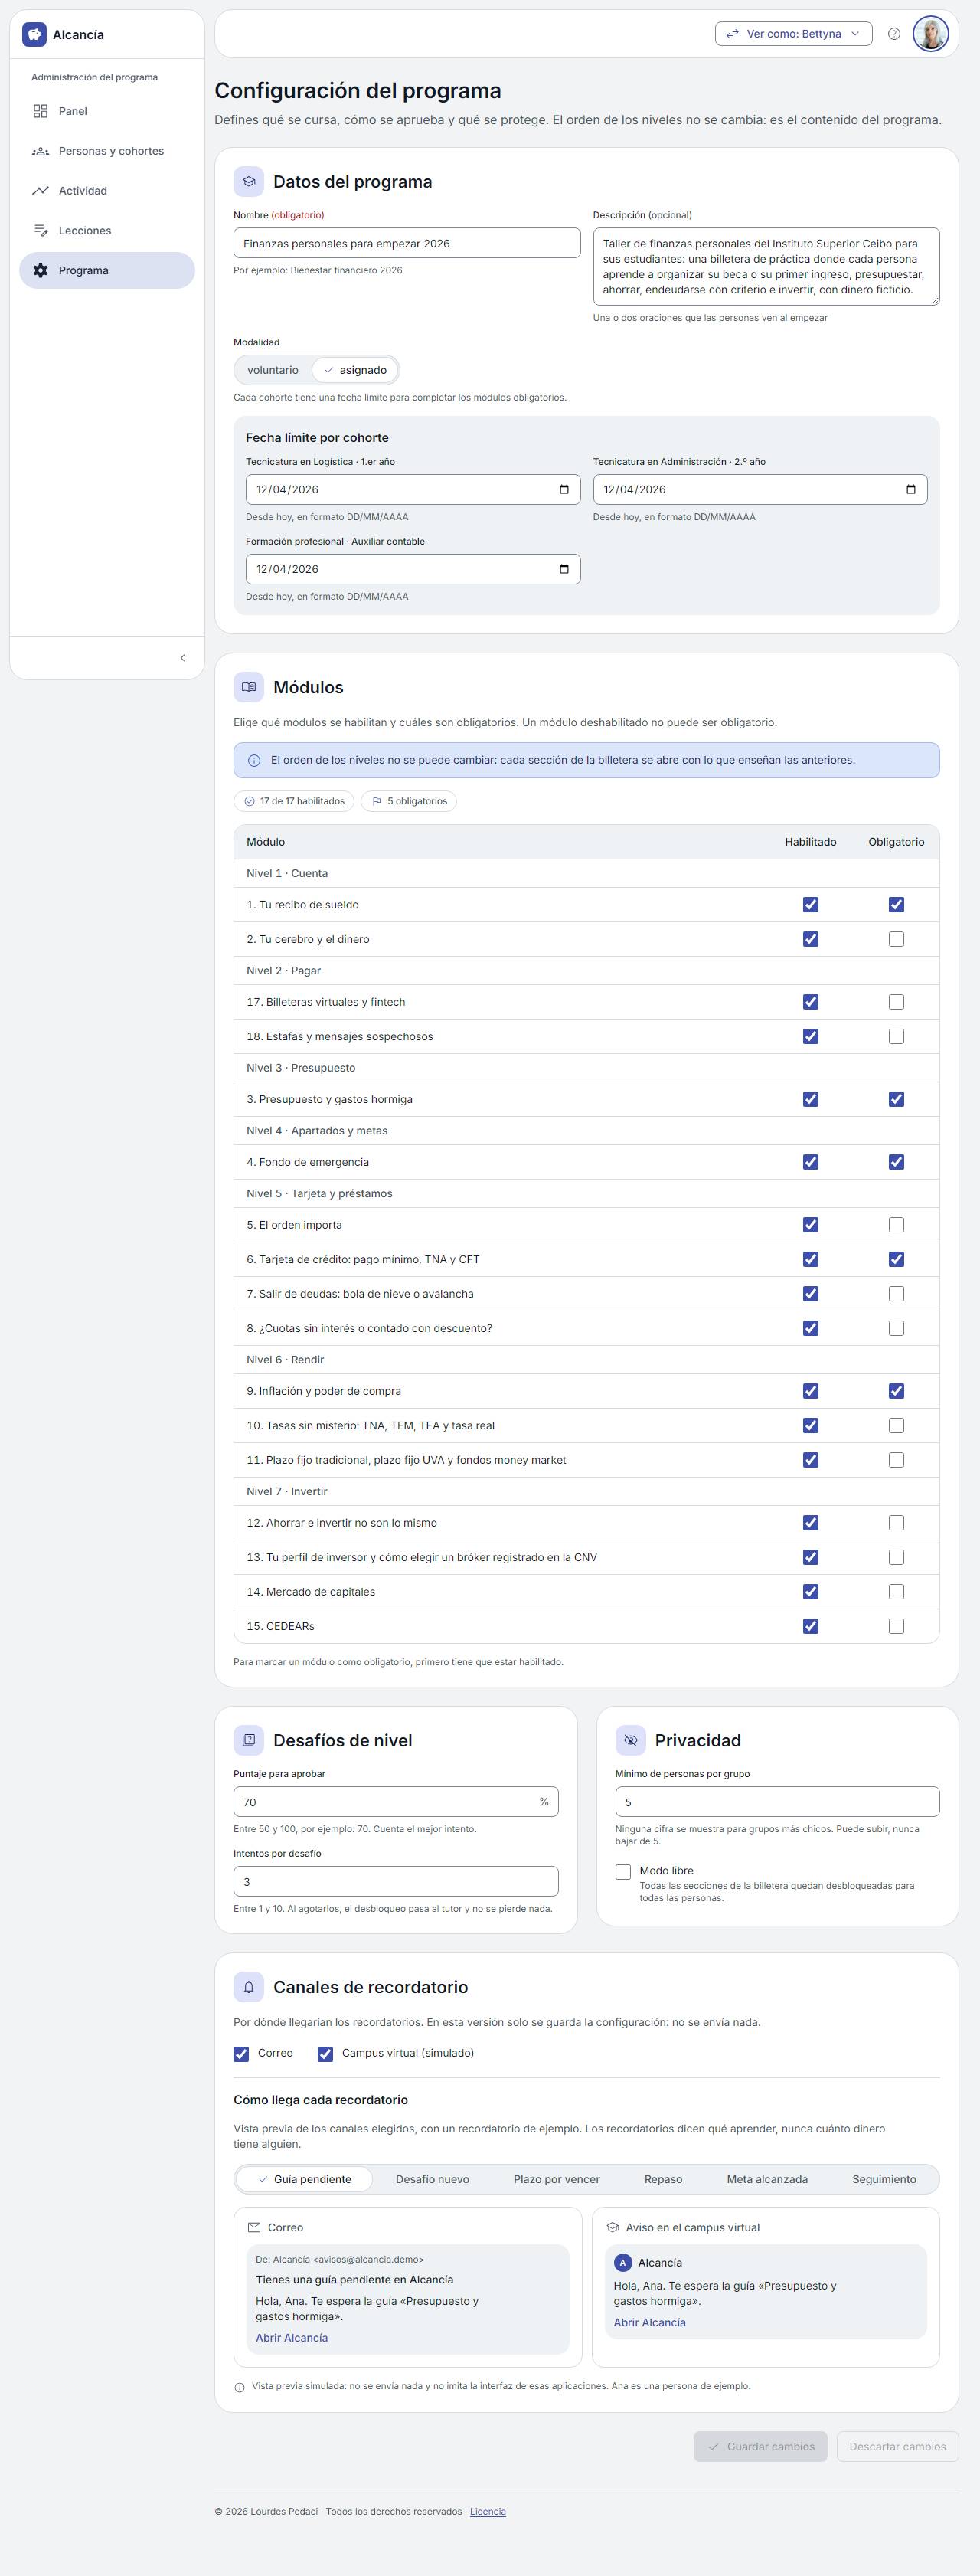 Alcancía
Ver como: Bettyna
Administración del programa
Panel
Personas y cohortes
Actividad
Lecciones
Programa
Configuración del programa
Defines qué se cursa, cómo se aprueba y qué se protege. El orden de los niveles no se cambia: es el contenido del programa.
Datos del programa
Nombre (obligatorio)
Finanzas personales para empezar 2026
Por ejemplo: Bienestar financiero 2026
Descripción (opcional)
Taller de finanzas personales del Instituto Superior Ceibo para
sus estudiantes: una billetera de práctica donde cada persona
aprende a organizar su beca o su primer ingreso, presupuestar,
ahorrar, endeudarse con criterio e invertir, con dinero ficticio.
Una o dos oraciones que las personas ven al empezar
Modalidad
voluntario
asignado
Cada cohorte tiene una fecha límite para completar los módulos obligatorios.
Fecha límite por cohorte
Tecnicatura en Logística · 1.er año
12/04/2026
Desde hoy, en formato DD/MM/AAAA
Tecnicatura en Administración · 2.º año
12/04/2026
Desde hoy, en formato DD/MM/AAAA
Formación profesional · Auxiliar contable
12/04/2026
Desde hoy, en formato DD/MM/AAAA
Módulos
Elige qué módulos se habilitan y cuáles son obligatorios. Un módulo deshabilitado no puede ser obligatorio.
El orden de los niveles no se puede cambiar: cada sección de la billetera se abre con lo que enseñan las anteriores.
17 de 17 habilitados
5 obligatorios
Módulo Habilitado Obligatorio
Nivel 1 · Cuenta
1. Tu recibo de sueldo
2. Tu cerebro y el dinero
Nivel 2 · Pagar
17. Billeteras virtuales y fintech
18. Estafas y mensajes sospechosos
Nivel 3 · Presupuesto
3. Presupuesto y gastos hormiga
Nivel 4 · Apartados y metas
4. Fondo de emergencia
Nivel 5 · Tarjeta y préstamos
5. El orden importa
6. Tarjeta de crédito: pago mínimo, TNA y CFT
7. Salir de deudas: bola de nieve o avalancha
8. ¿Cuotas sin interés o contado con descuento?
Nivel 6 · Rendir
9. Inflación y poder de compra
10. Tasas sin misterio: TNA, TEM, TEA y tasa real
11. Plazo fijo tradicional, plazo fijo UVA y fondos money market
Nivel 7 · Invertir
12. Ahorrar e invertir no son lo mismo
13. Tu perfil de inversor y cómo elegir un bróker registrado en la CNV
14. Mercado de capitales
15. CEDEARs
Para marcar un módulo como obligatorio, primero tiene que estar habilitado.
Desafíos de nivel
Puntaje para aprobar
70 %
Entre 50 y 100, por ejemplo: 70. Cuenta el mejor intento.
Intentos por desafío
3
Entre 1 y 10. Al agotarlos, el desbloqueo pasa al tutor y no se pierde nada.
Privacidad
Mínimo de personas por grupo
5
Ninguna cifra se muestra para grupos más chicos. Puede subir, nunca
bajar de 5.
Modo libre
Todas las secciones de la billetera quedan desbloqueadas para
todas las personas.
Canales de recordatorio
Por dónde llegarían los recordatorios. En esta versión solo se guarda la configuración: no se envía nada.
Correo
Campus virtual (simulado)
Cómo llega cada recordatorio
Vista previa de los canales elegidos, con un recordatorio de ejemplo. Los recordatorios dicen qué aprender, nunca cuánto dinero
tiene alguien.
Guía pendiente
Desafío nuevo
Plazo por vencer
Repaso
Meta alcanzada
Seguimiento
Correo
De: Alcancía <avisos@alcancia.demo>
Tienes una guía pendiente en Alcancía
Hola, Ana. Te espera la guía «Presupuesto y
gastos hormiga».
Abrir Alcancía
Aviso en el campus virtual
A Alcancía
Hola, Ana. Te espera la guía «Presupuesto y
gastos hormiga».
Abrir Alcancía
Vista previa simulada: no se envía nada y no imita la interfaz de esas aplicaciones. Ana es una persona de ejemplo.
Guardar cambios
Descartar cambios
© 2026 Lourdes Pedaci · Todos los derechos reservados · Licencia